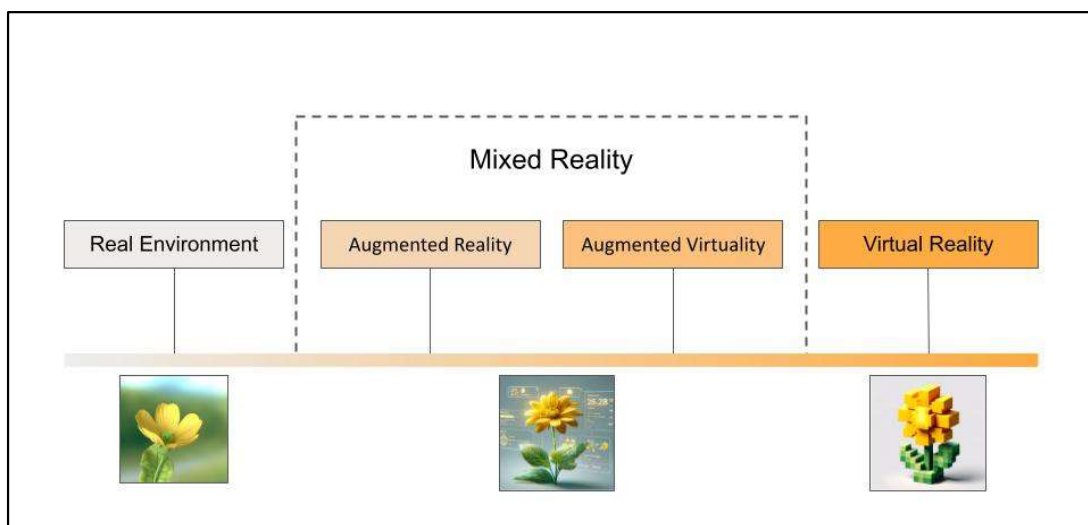 Mixed Reality
Real Environment
Augmented Reality
Augmented Virtuality
Virtual Reality